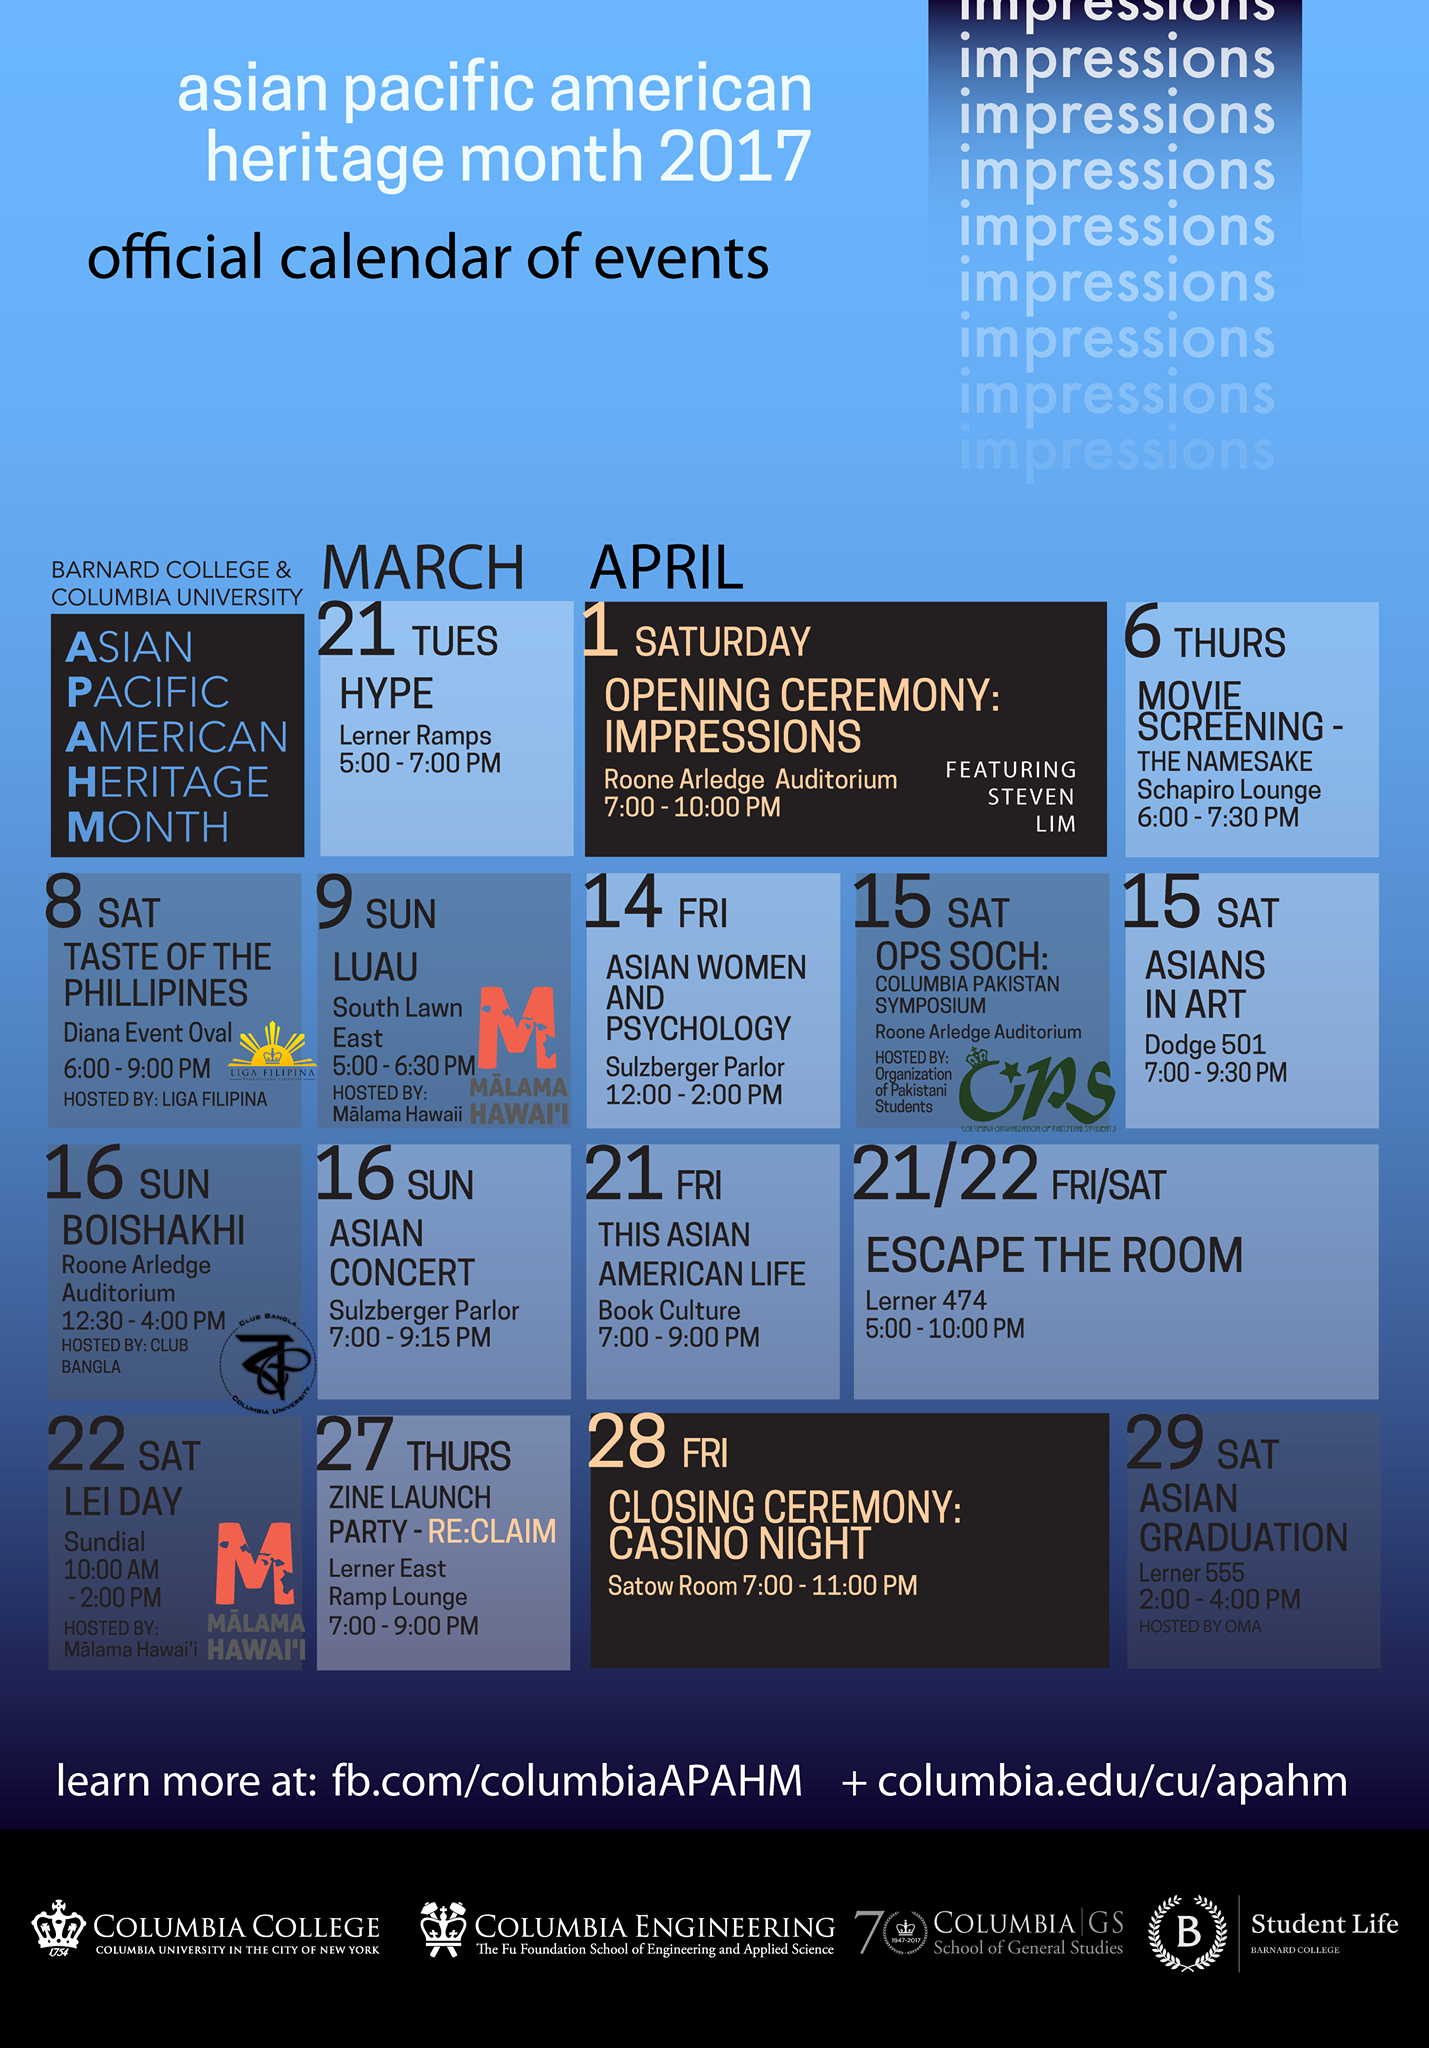 impressions
impressions
impressions
impressions
impressions
impressions
impressions
impressions
impressions
asian pacific american
heritage month 2017
official calendar of events
BARNARD COLLEGE &
COLUMBIA UNIVERSITY
ASIAN
PACIFIC
AMERICAN
HERITAGE
MONTH
MARCH
21 TUES
HYPE
Lerner Ramps
5:00 - 7:00 PM
APRIL
1 SATURDAY
OPENING CEREMONY:
IMPRESSIONS
Roone Arledge Auditorium
7:00 - 10:00 PM
FEATURING
STEVEN
LIM
6 THURS
MOVIE
SCREENING -
THE NAMESAKE
Schapiro Lounge
6:00 - 7:30 PM
8 SAT
TASTE OF THE
PHILLIPINES
Diana Event Oval
6:00 - 9:00 PM
HOSTED BY: LIGA FILIPINA
LIGA FILIPINA
9 SUN
LUAU
South Lawn
East
5:00 - 6:30 PM
HOSTED BY:
Mālama Hawaii
MĀLAMA
HAWAI'I
14 FRI
ASIAN WOMEN
AND
PSYCHOLOGY
Sulzberger Parlor
12:00 - 2:00 PM
15 SAT
OPS SOCH:
COLUMBIA PAKISTAN
SYMPOSIUM
Roone Arledge Auditorium
HOSTED BY:
Organization
of Pakistani
Students
OPS
COLUMBIA ORGANIZATION OF PAKISTANI STUDENTS
15 SAT
ASIANS
IN ART
Dodge 501
7:00 - 9:30 PM
16 SUN
BOISHAKHI
Roone Arledge
Auditorium
12:30 - 4:00 PM
HOSTED BY: CLUB
BANGLA
CLUB BANGLA
COLUMBIA UNIVERSITY
16 SUN
ASIAN
CONCERT
Sulzberger Parlor
7:00 - 9:15 PM
21 FRI
THIS ASIAN
AMERICAN LIFE
Book Culture
7:00 - 9:00 PM
21/22 FRI/SAT
ESCAPE THE ROOM
Lerner 474
5:00 - 10:00 PM
22 SAT
LEI DAY
Sundial
10:00 AM
- 2:00 PM
HOSTED BY:
Mālama Hawai'i
MĀLAMA
HAWAI'I
27 THURS
ZINE LAUNCH
PARTY - RE:CLAIM
Lerner East
Ramp Lounge
7:00 - 9:00 PM
28 FRI
CLOSING CEREMONY:
CASINO NIGHT
Satow Room 7:00 - 11:00 PM
29 SAT
ASIAN
GRADUATION
Lerner 555
2:00 - 4:00 PM
HOSTED BY OMA
learn more at: fb.com/columbiaAPAHM + columbia.edu/cu/apahm
1754
COLUMBIA COLLEGE
COLUMBIA UNIVERSITY IN THE CITY OF NEW YORK
COLUMBIA ENGINEERING
The Fu Foundation School of Engineering and Applied Science
70
1947-2017
COLUMBIA | GS
School of General Studies
B
Student Life
BARNARD COLLEGE